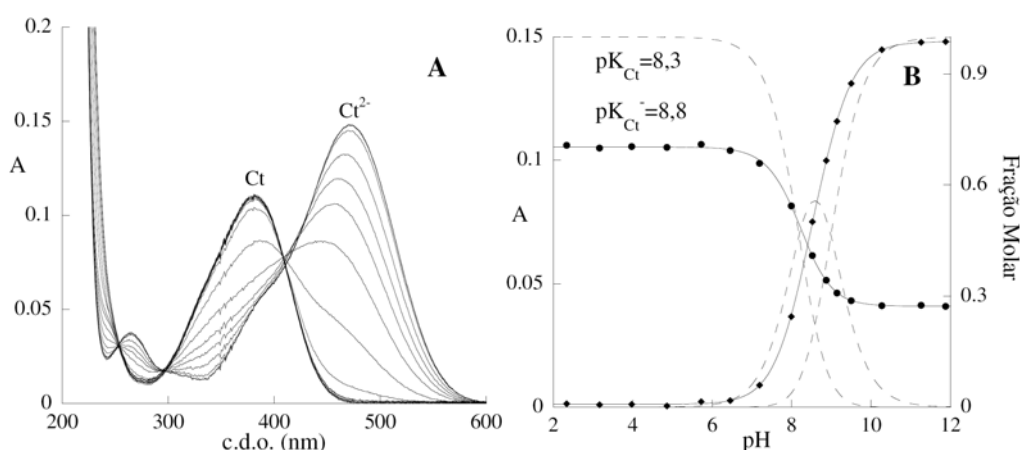 0.2
0.15
0.1
0.05
0
A
A
Ct
Ct2-
200
300
400
500
600
c.d.o. (nm)
0.15
0.1
0.05
0
A
pKCt=8,3
pKCt-=8,8
B
0.9
0.6
0.3
0
Fração Molar
2
4
6
8
10
12
pH